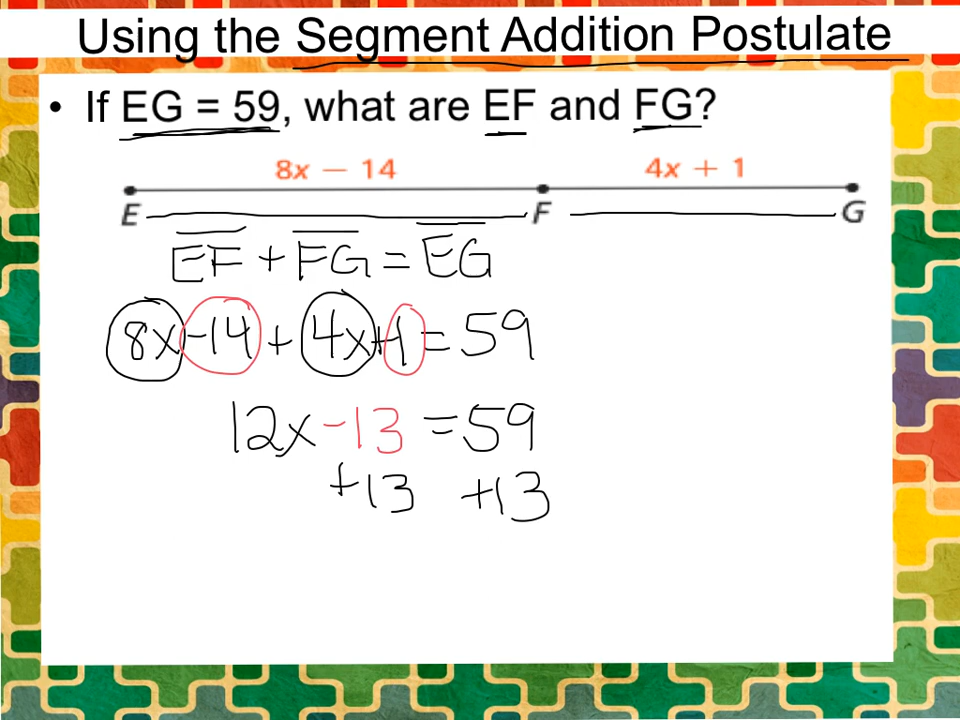 Using the Segment Addition Postulate
• If EG = 59, what are EF and FG?
8x − 14 4x + 1
E F G
EF + FG = EG
8x -14 + 4x +1 = 59
12x -13 = 59
+13 +13